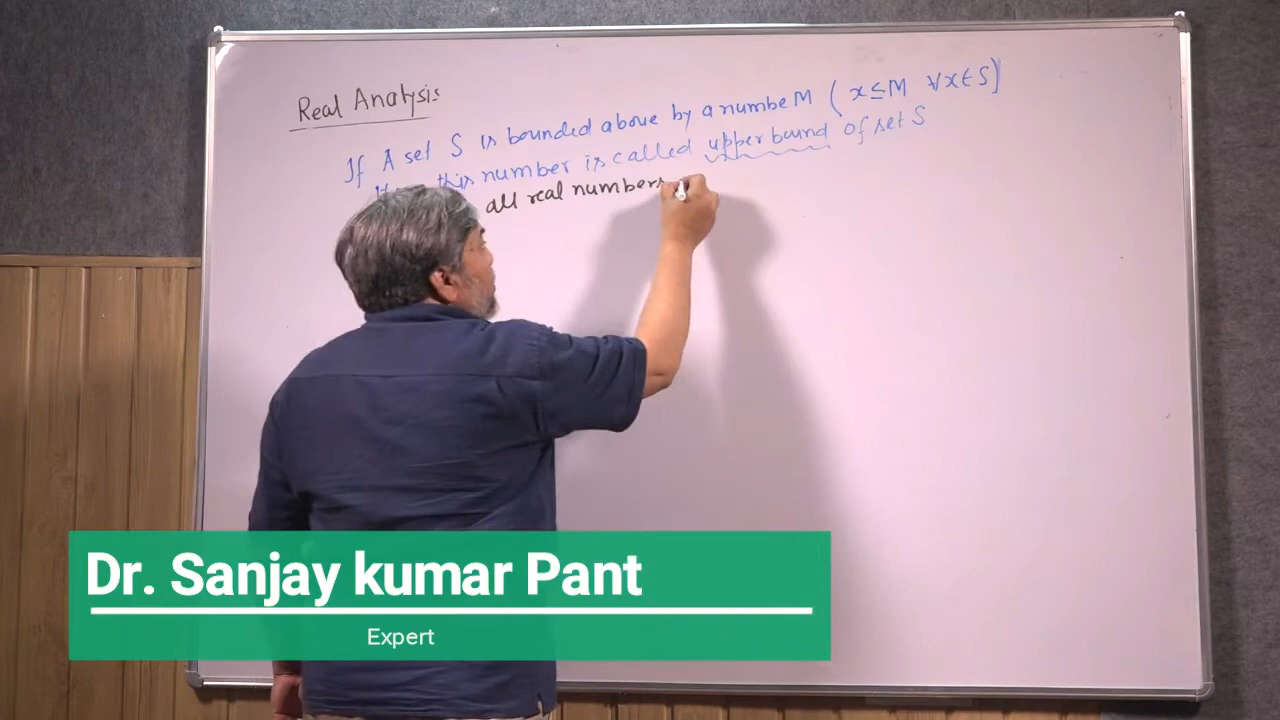 Real Analysis
If A set S is bounded above by a numbe M ( x≤M ∀x∈S)
this number is called upper bound of set S
all real numbers
Dr. Sanjay kumar Pant
Expert